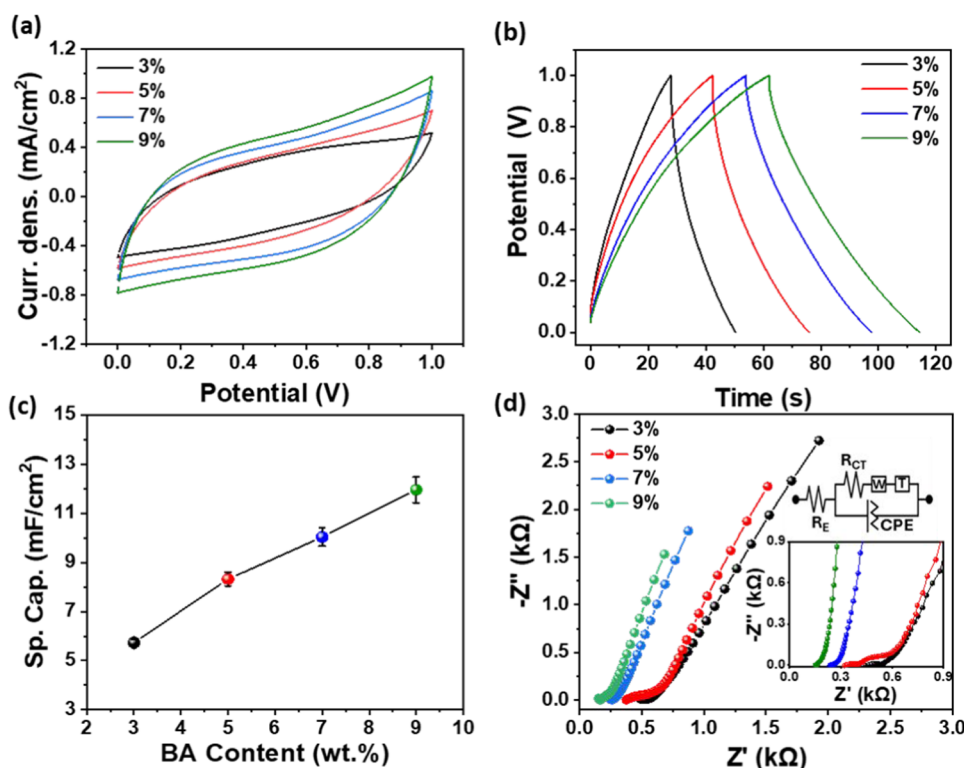 (a)
3%
5%
7%
9%
Curr. dens. (mA/cm²)
1.2
0.8
0.4
0.0
-0.4
-0.8
-1.2
0.0 0.2 0.4 0.6 0.8 1.0
Potential (V)
(b)
3%
5%
7%
9%
Potential (V)
1.0
0.8
0.6
0.4
0.2
0.0
0 20 40 60 80 100 120
Time (s)
(c)
Sp. Cap. (mF/cm²)
15
13
11
9
7
5
3
2 3 4 5 6 7 8 9 10
BA Content (wt.%)
(d)
3%
5%
7%
9%
-Z" (kΩ)
3.0
2.5
2.0
1.5
1.0
0.5
0.0
0.0 0.5 1.0 1.5 2.0 2.5 3.0
Z' (kΩ)
R_CT
W T
R_E
CPE
-Z" (kΩ)
0.9
0.6
0.3
0.0
0.0 0.3 0.6 0.9
Z' (kΩ)